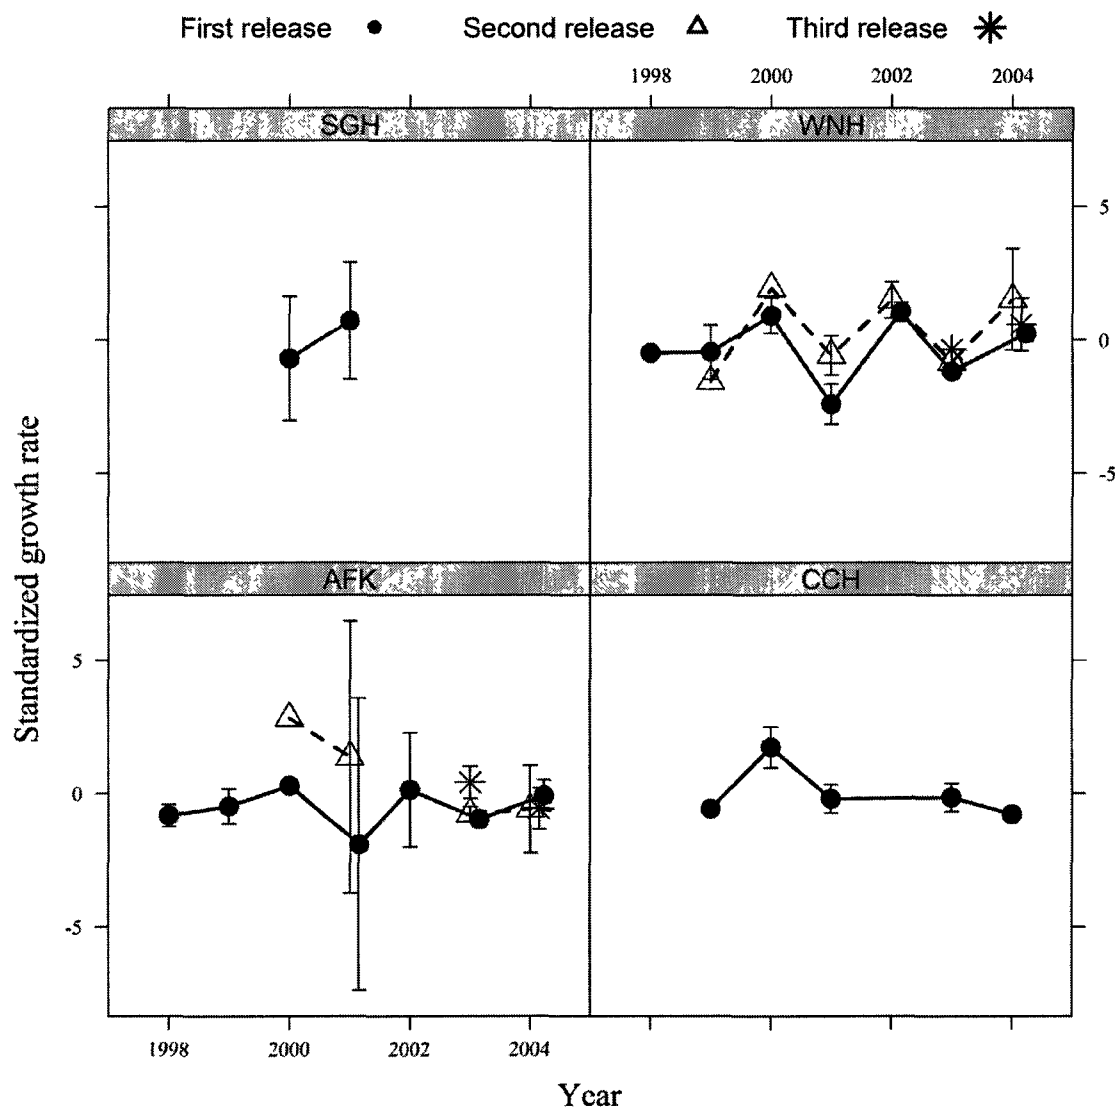 First release Second release Third release
1998 2000 2002 2004
SGH WNH
5
0
-5
AFK CCH
5
0
-5
1998 2000 2002 2004
Standardized growth rate
Year